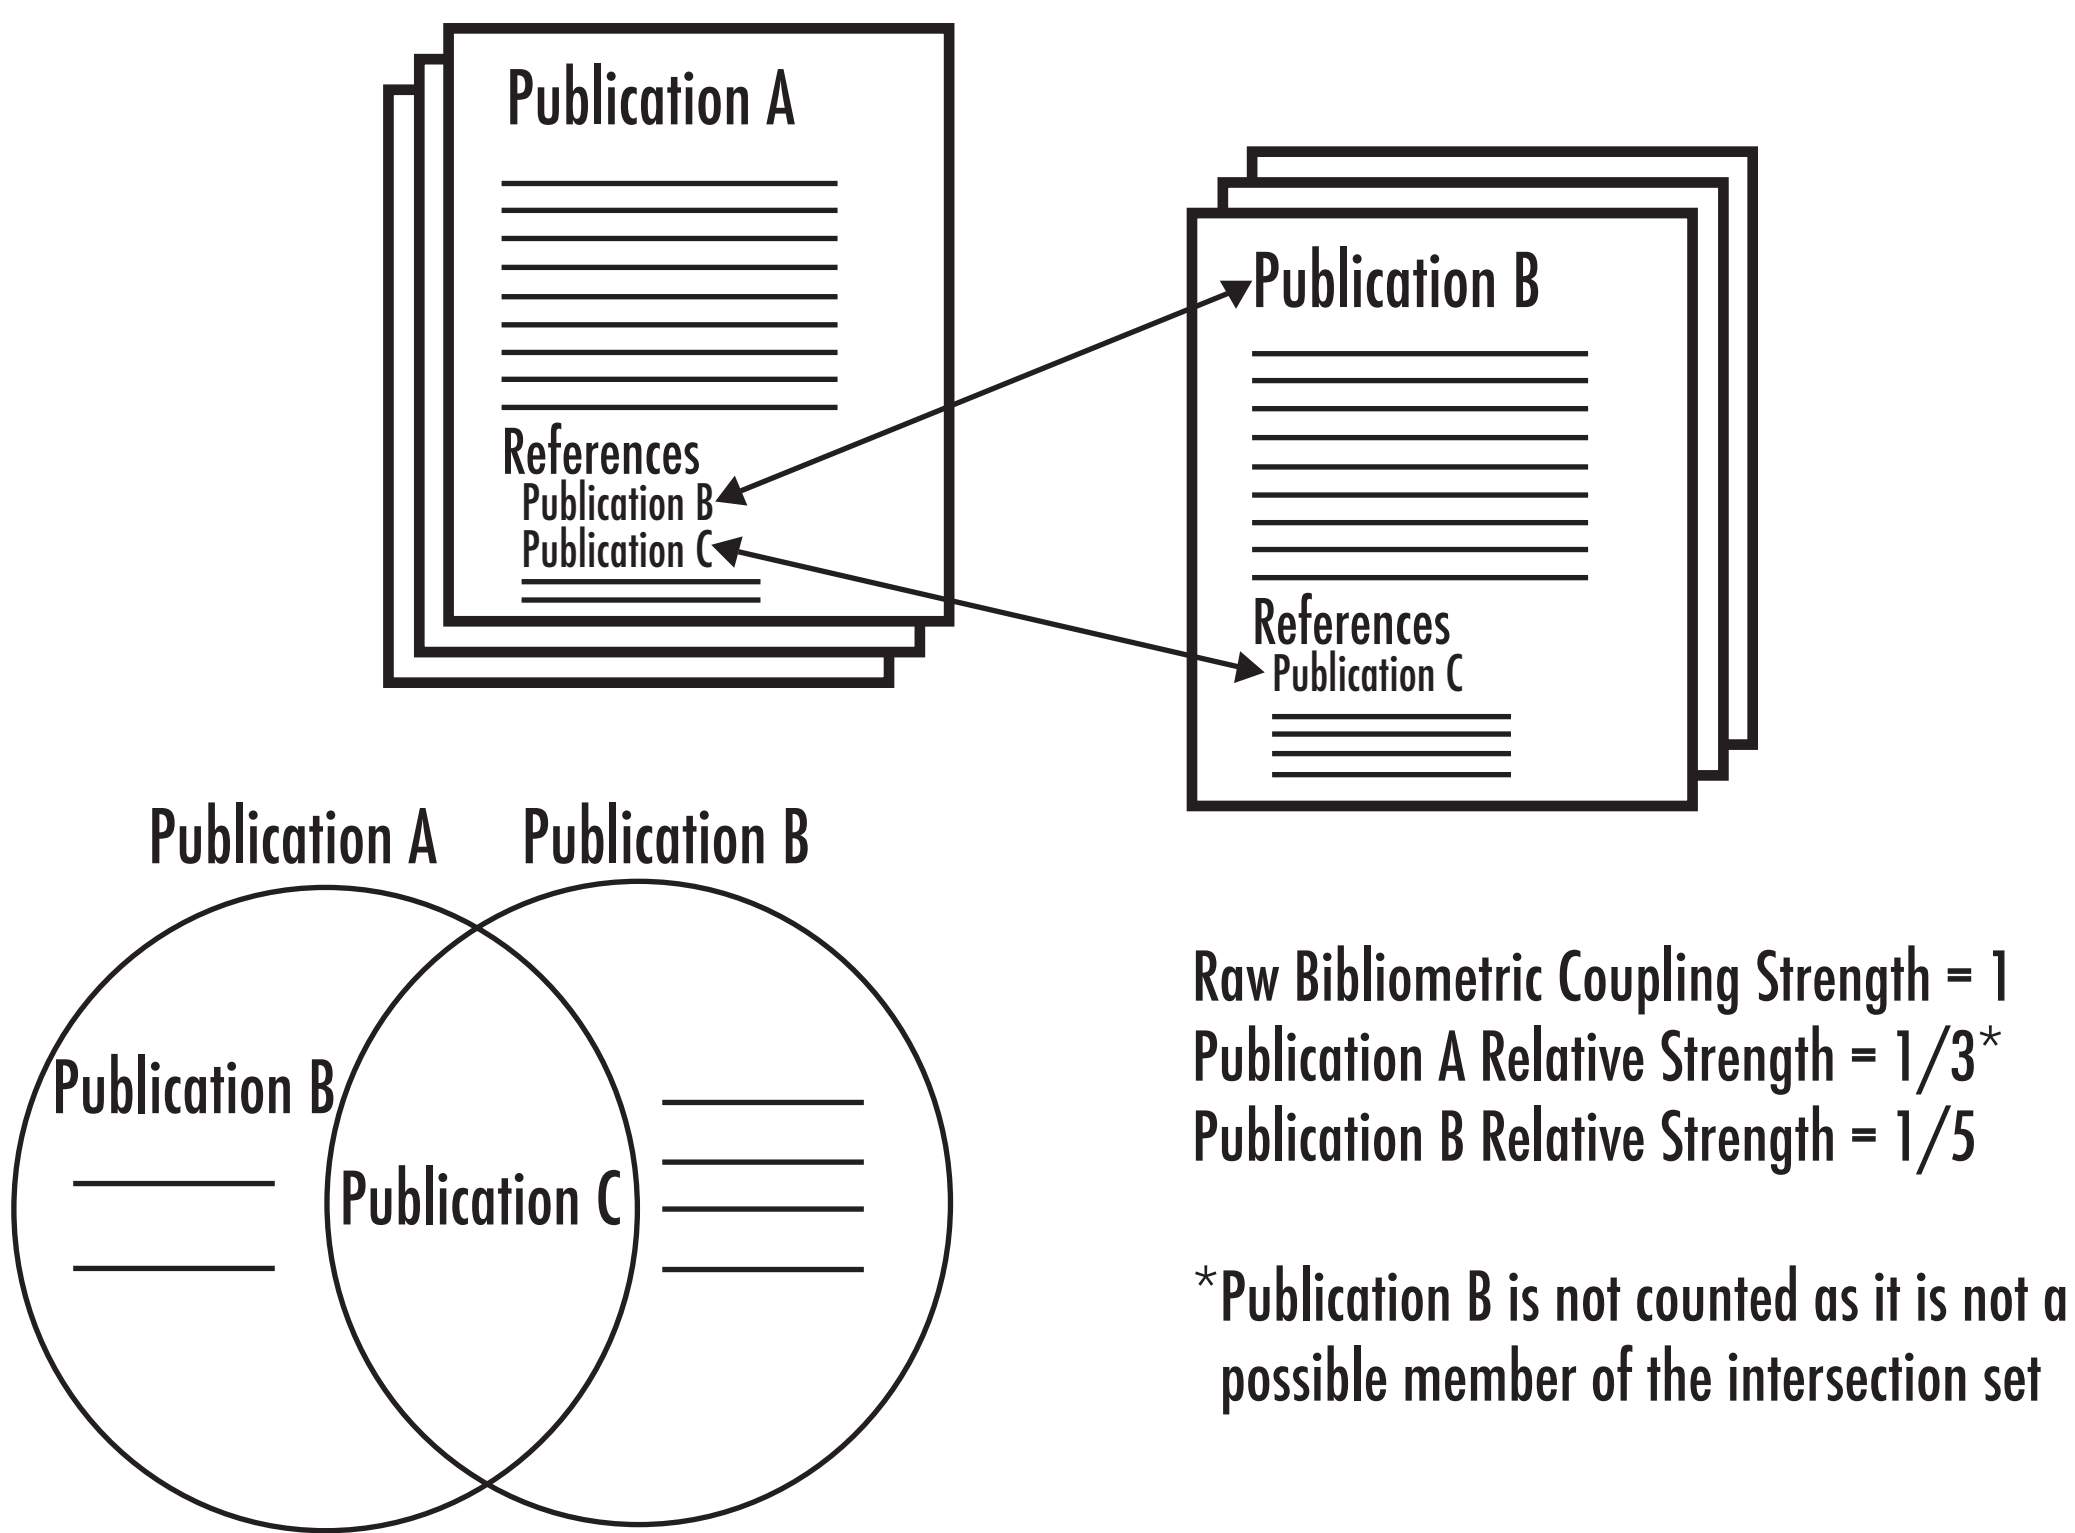 Publication A
References
Publication B
Publication C
Publication B
References
Publication C
Publication A
Publication B
Publication B
Publication C
Raw Bibliometric Coupling Strength = 1
Publication A Relative Strength = 1/3*
Publication B Relative Strength = 1/5
*Publication B is not counted as it is not a
possible member of the intersection set